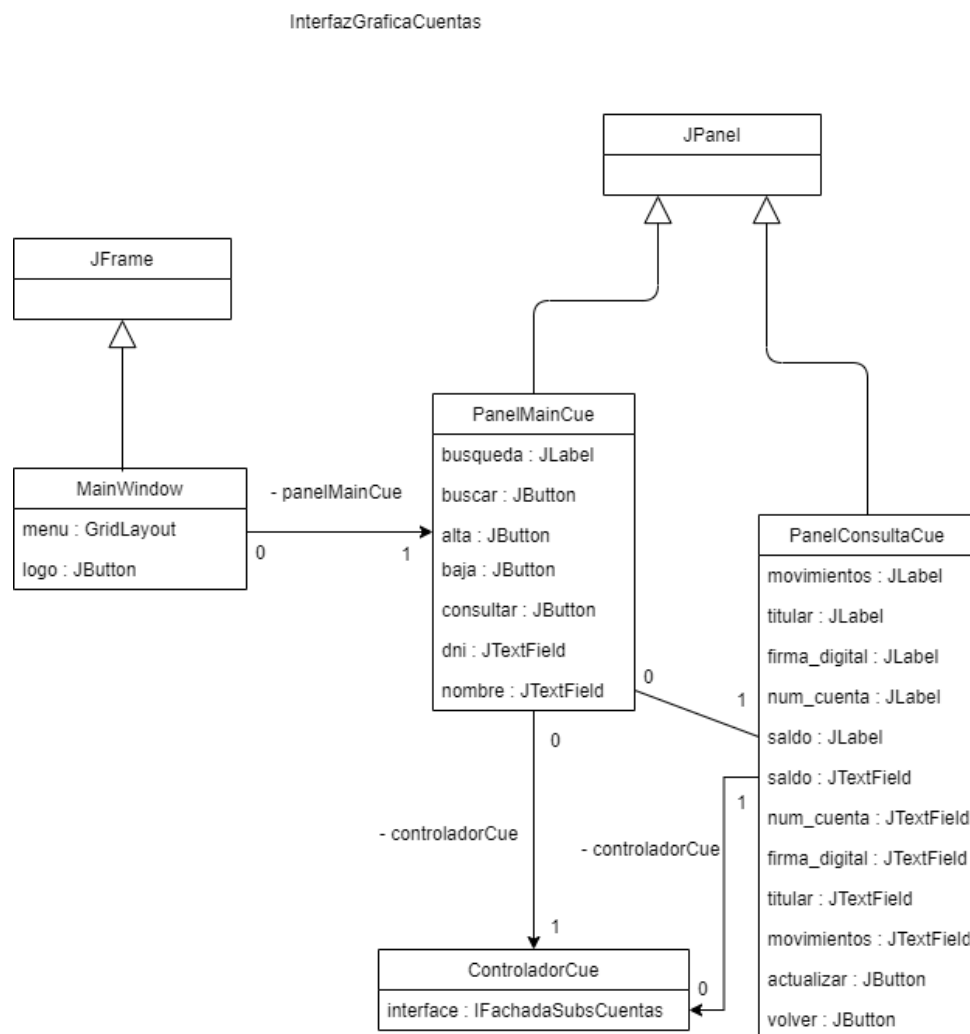 InterfazGraficaCuentas
JPanel
JFrame
MainWindow
menu : GridLayout
logo : JButton
- panelMainCue
0
1
PanelMainCue
busqueda : JLabel
buscar : JButton
alta : JButton
baja : JButton
consultar : JButton
dni : JTextField
nombre : JTextField
0
1
0
- controladorCue
1
PanelConsultaCue
movimientos : JLabel
titular : JLabel
firma_digital : JLabel
num_cuenta : JLabel
saldo : JLabel
saldo : JTextField
num_cuenta : JTextField
firma_digital : JTextField
titular : JTextField
movimientos : JTextField
actualizar : JButton
volver : JButton
1
- controladorCue
0
ControladorCue
interface : IFachadaSubsCuentas